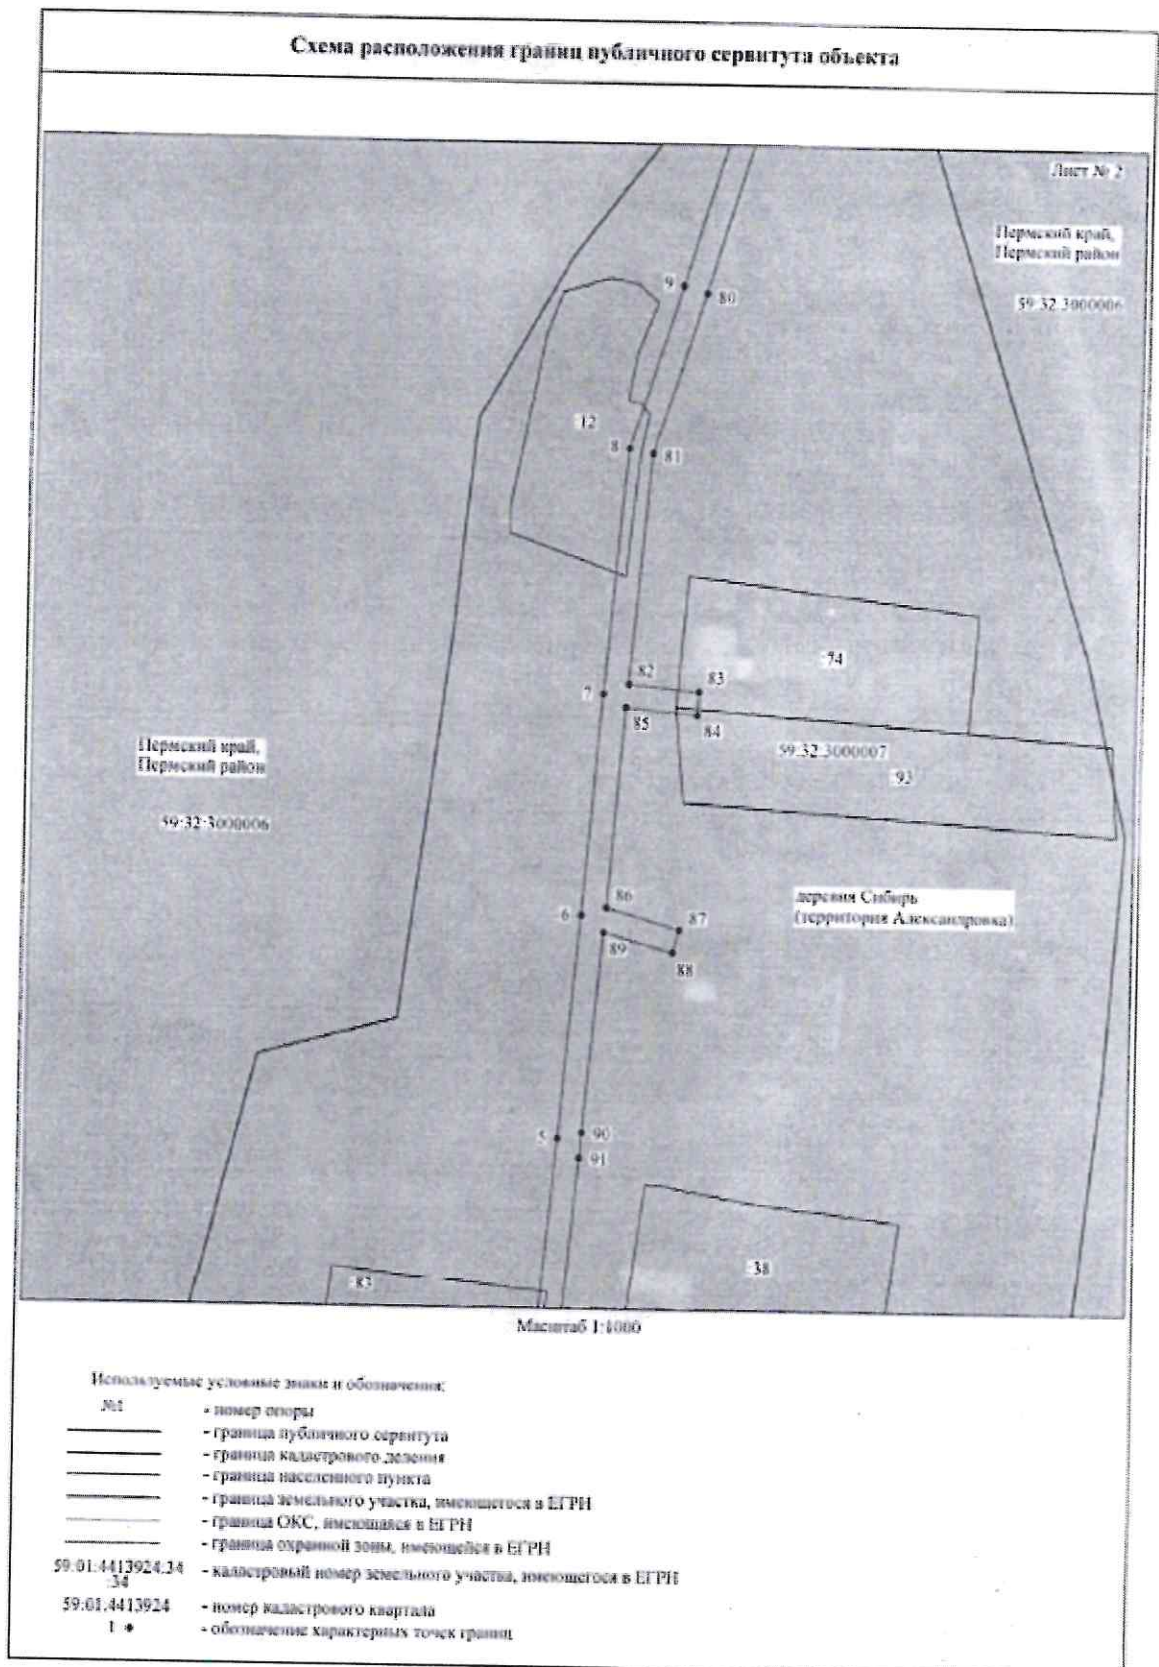 Схема расположения границ публичного сервитута объекта
Лист № 2
Пермский край,
Пермский район
59:32:3000006
9
80
12
8
81
74
82
83
7
85
84
59:32:3000007
93
Пермский край,
Пермский район
59:32:3000006
деревня Сибирь
(территория Александровка)
86
6
87
89
88
5
90
91
38
83
Масштаб 1:1000
Используемые условные знаки и обозначения:
№1 - номер опоры
- граница публичного сервитута
- граница кадастрового деления
- граница населенного пункта
- граница земельного участка, имеющегося в ЕГРН
- граница ОКС, имеющаяся в ЕГРН
- граница охранной зоны, имеющейся в ЕГРН
59:01:4413924:34 - кадастровый номер земельного участка, имеющегося в ЕГРН
:34
59:01:4413924 - номер кадастрового квартала
1 - обозначение характерных точек границ